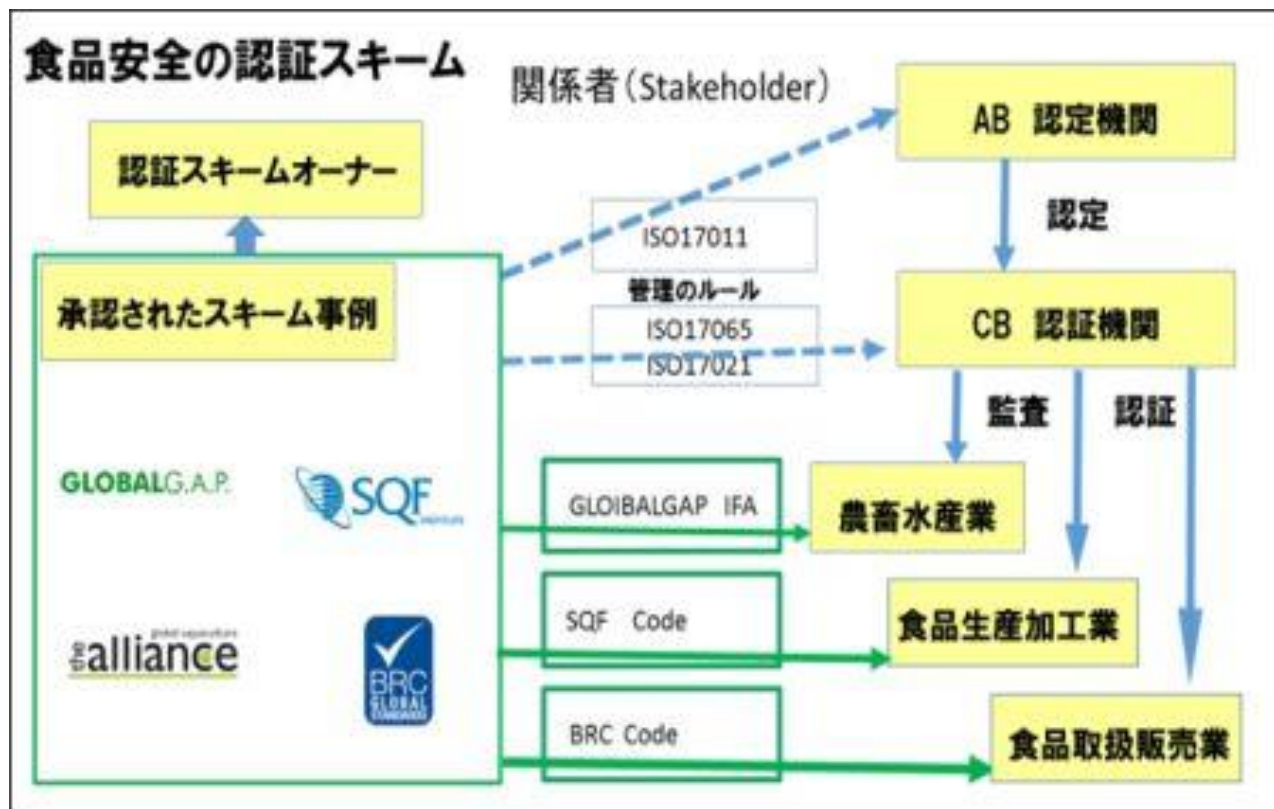 食品安全の認証スキーム
関係者(Stakeholder)
AB 認定機関
認証スキームオーナー
認定
ISO17011
管理のルール
承認されたスキーム事例
ISO17065
ISO17021
CB 認証機関
監査
認証
GLOBALG.A.P.
SQF
INSTITUTE
GLOIBALGAP IFA
農畜水産業
SQF Code
食品生産加工業
global aquaculture
the alliance
BRC
GLOBAL
STANDARDS
BRC Code
食品取扱販売業